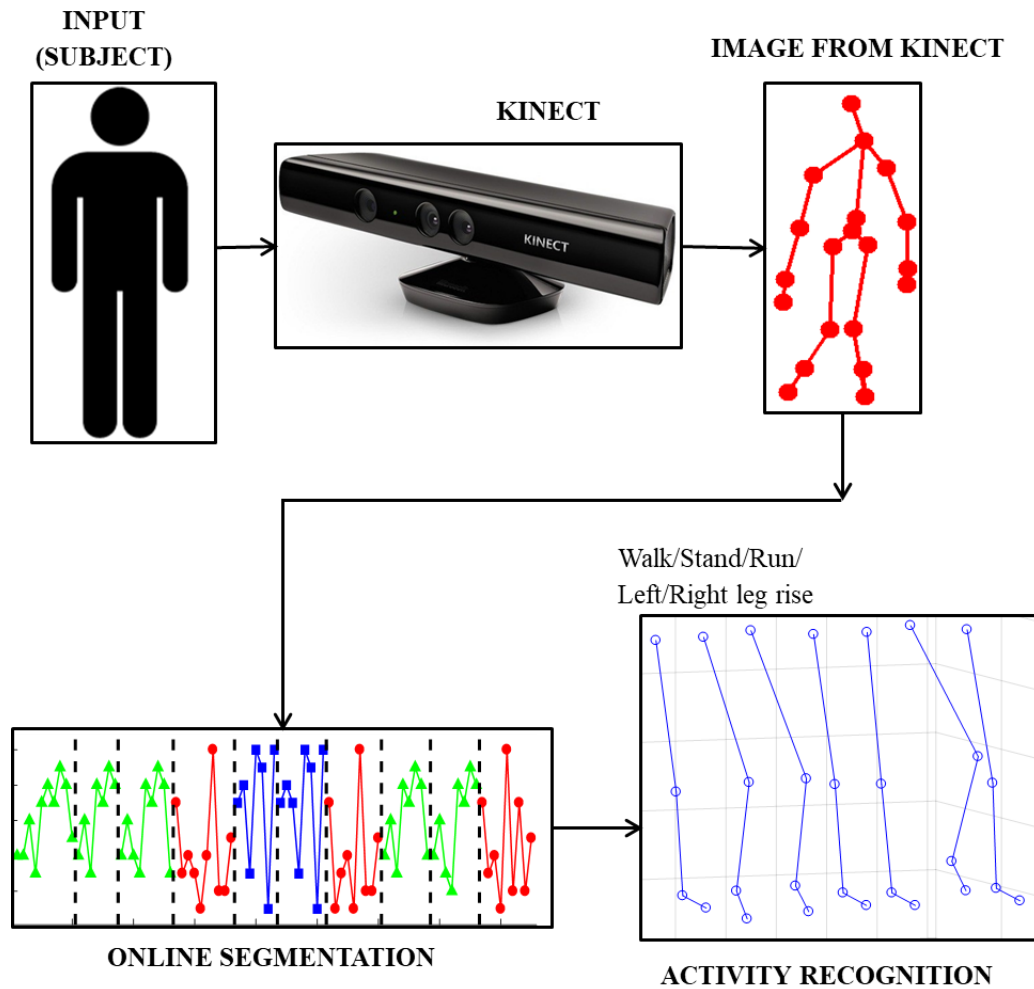 INPUT
(SUBJECT)
KINECT
IMAGE FROM KINECT
KINECT
Walk/Stand/Run/
Left/Right leg rise
ONLINE SEGMENTATION
ACTIVITY RECOGNITION